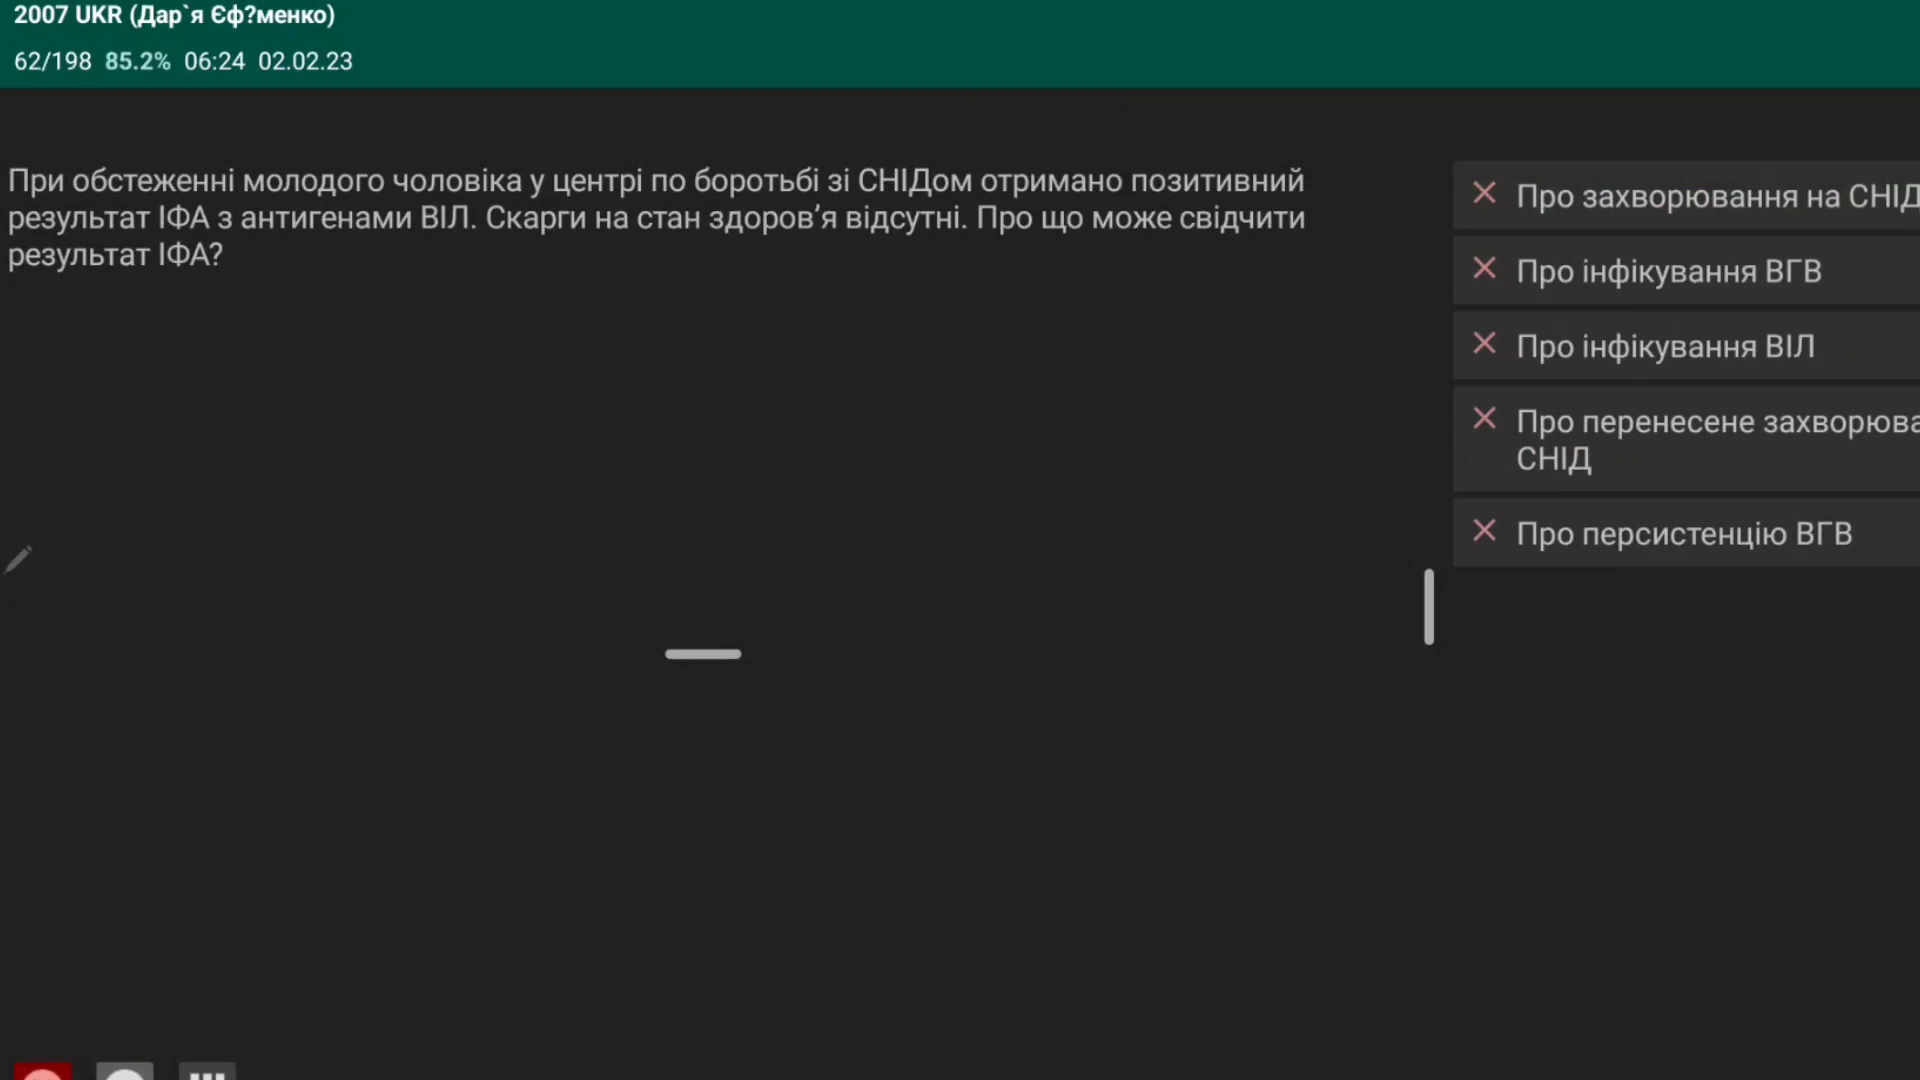 2007 UKR (Дар`я Єф?менко)
62/198 85.2% 06:24 02.02.23
При обстеженні молодого чоловіка у центрі по боротьбі зі СНІДом отримано позитивний
результат ІФА з антигенами ВІЛ. Скарги на стан здоров’я відсутні. Про що може свідчити
результат ІФА?
Про захворювання на СНІД
Про інфікування ВГВ
Про інфікування ВІЛ
Про перенесене захворюва
СНІД
Про персистенцію ВГВ